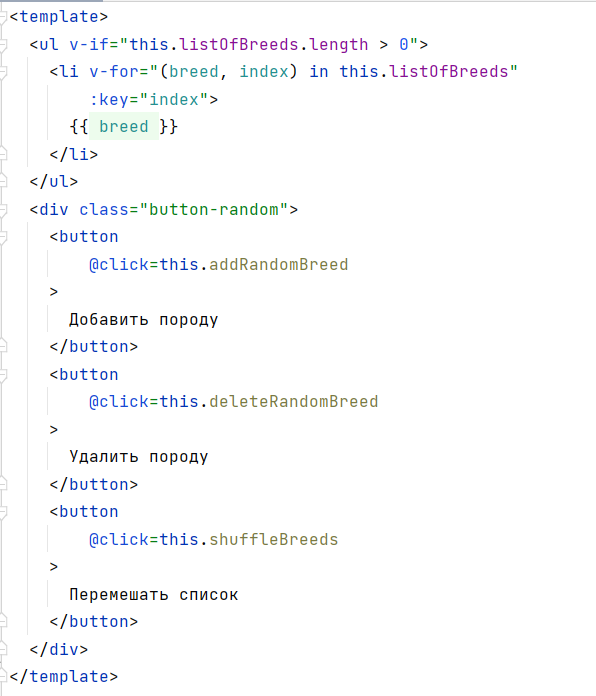 <template>
  <ul v-if="this.listOfBreeds.length > 0">
    <li v-for="(breed, index) in this.listOfBreeds"
        :key="index">
      {{ breed }}
    </li>
  </ul>
  <div class="button-random">
    <button
        @click=this.addRandomBreed
    >
      Добавить породу
    </button>
    <button
        @click=this.deleteRandomBreed
    >
      Удалить породу
    </button>
    <button
        @click=this.shuffleBreeds
    >
      Перемешать список
    </button>
  </div>
</template>